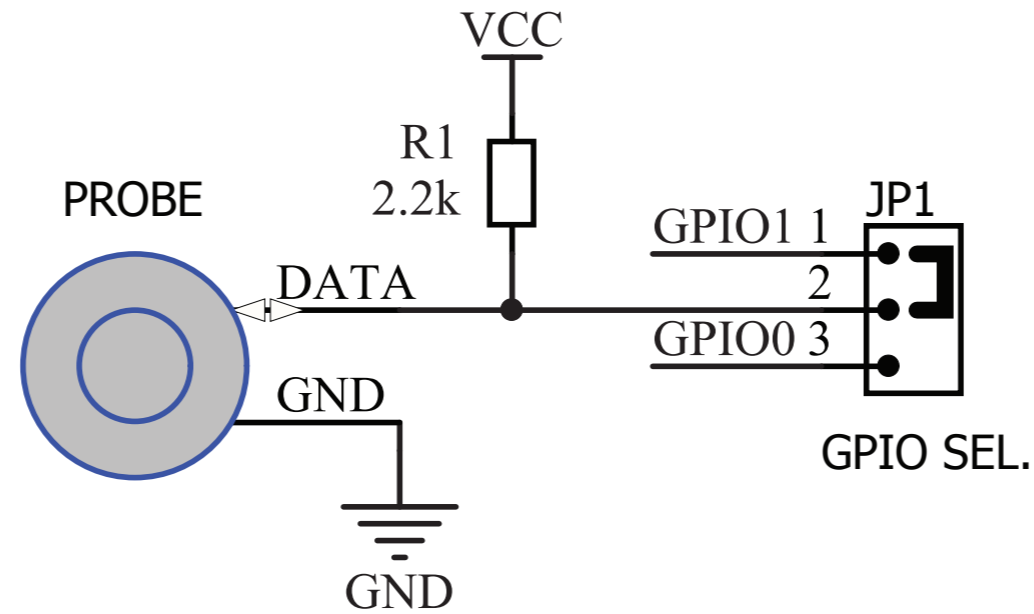 VCC
R1
2.2k
PROBE
JP1
GPIO1 1
DATA
2
GPIO0 3
GND
GPIO SEL.
GND